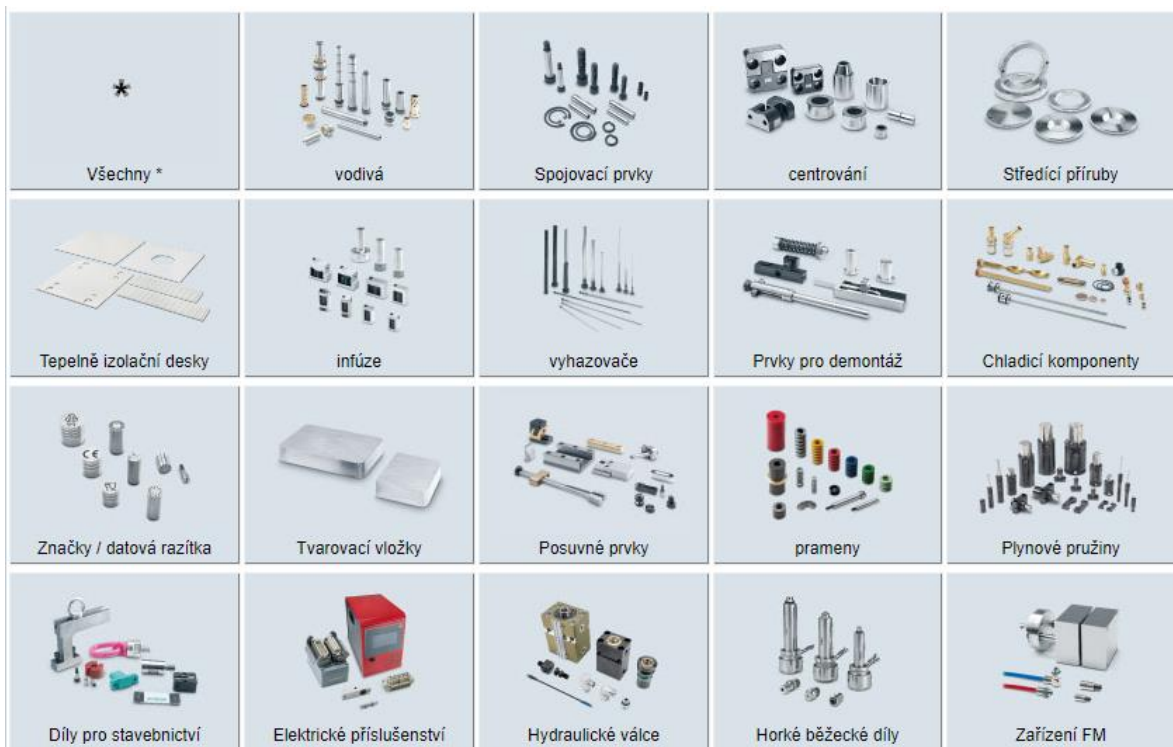 Všechny *
vodivá
Spojovací prvky
centrování
Středící příruby
Tepelně izolační desky
infúze
vyhazovače
Prvky pro demontáž
Chladicí komponenty
Značky / datová razítka
Tvarovací vložky
Posuvné prvky
prameny
Plynové pružiny
Díly pro stavebnictví
Elektrické příslušenství
Hydraulické válce
Horké běžecké díly
Zařízení FM